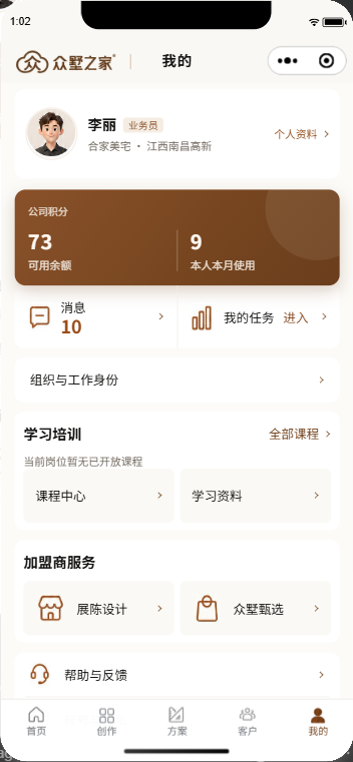 1:02
众墅之家
我的
李丽 业务员
合家美宅 · 江西南昌高新
个人资料
公司积分
73
可用余额
9
本人本月使用
消息
10
我的任务 进入
组织与工作身份
学习培训
全部课程
当前岗位暂无已开放课程
课程中心
学习资料
加盟商服务
展陈设计
众墅甄选
帮助与反馈
首页
创作
方案
客户
我的